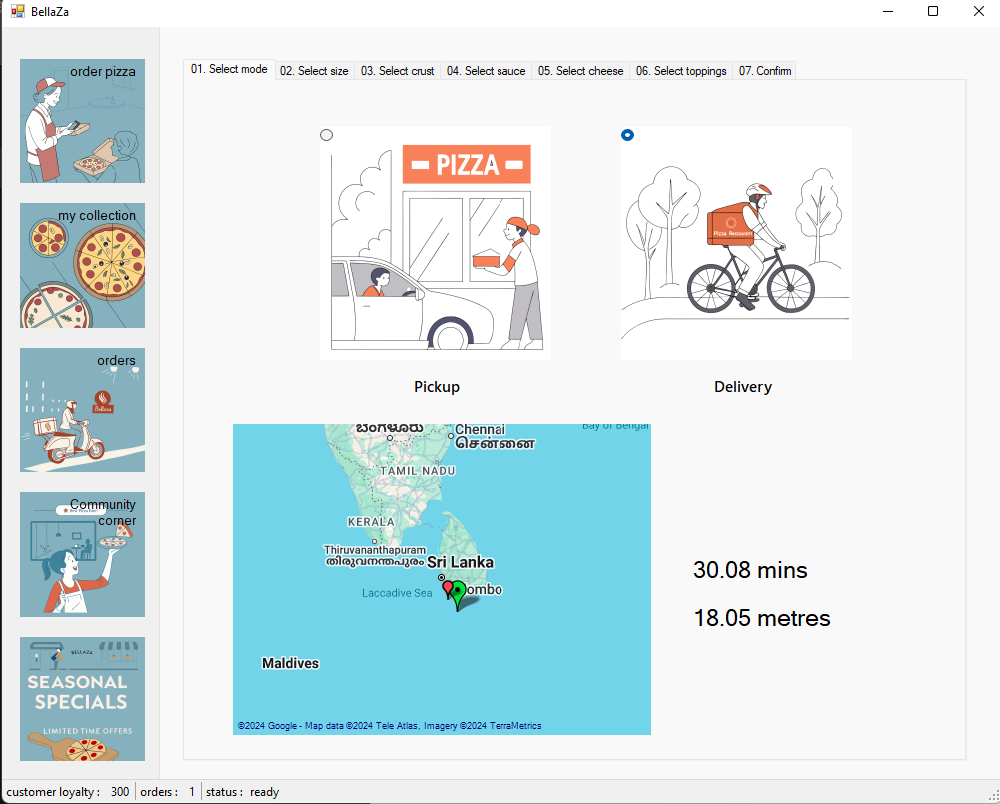 BellaZa
order pizza
my collection
orders
Bellaza
Community
corner
BELLAZa
SEASONAL
SPECIALS
LIMITED TIME OFFERS
01. Select mode
02. Select size
03. Select crust
04. Select sauce
05. Select cheese
06. Select toppings
07. Confirm
PIZZA
Pizza Restaurant
Pickup
Delivery
ಬೆಂಗಳೂರು
Chennai
சென்னை
Bay of Bengal
TAMIL NADU
KERALA
Thiruvananthapuram
തിരുവനന്തപുരം
Sri Lanka
ombo
Laccadive Sea
Maldives
©2024 Google - Map data ©2024 Tele Atlas, Imagery ©2024 TerraMetrics
30.08 mins
18.05 metres
customer loyalty : 300
orders : 1
status : ready